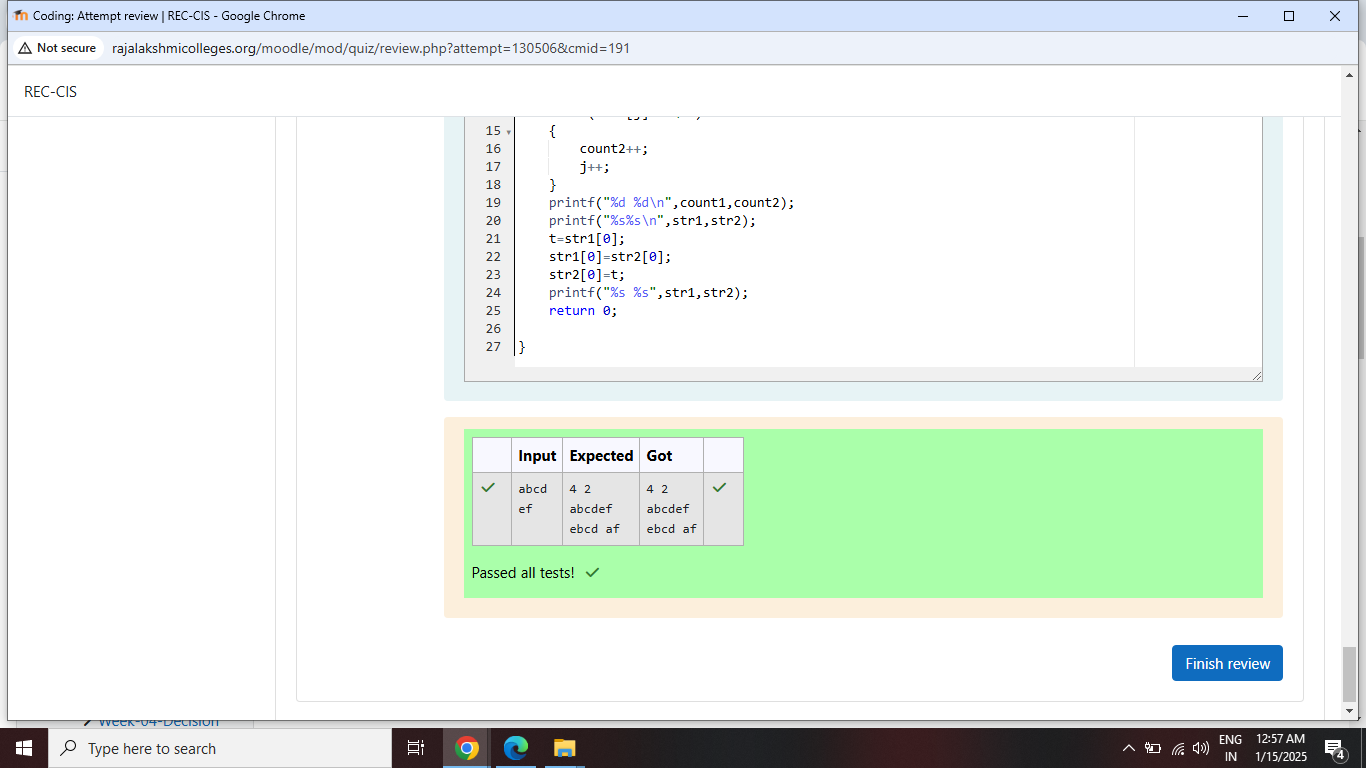 Coding: Attempt review | REC-CIS - Google Chrome
Not secure
rajalakshmicolleges.org/moodle/mod/quiz/review.php?attempt=130506&cmid=191
REC-CIS
15 {
16 count2++;
17 j++;
18 }
19 printf("%d %d\n",count1,count2);
20 printf("%s%s\n",str1,str2);
21 t=str1[0];
22 str1[0]=str2[0];
23 str2[0]=t;
24 printf("%s %s",str1,str2);
25 return 0;
26
27 }
Input Expected Got
abcd 4 2 4 2
ef abcdef abcdef
ebcd af ebcd af
Passed all tests!
Finish review
Week-04-Decision
Type here to search
ENG 12:57 AM
IN 1/15/2025
4